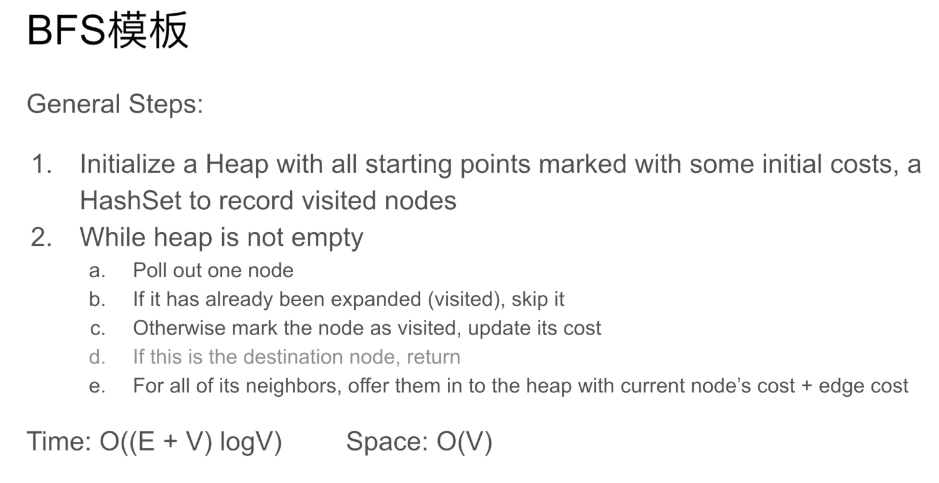 BFS模板
General Steps:
1. Initialize a Heap with all starting points marked with some initial costs, a
HashSet to record visited nodes
2. While heap is not empty
a. Poll out one node
b. If it has already been expanded (visited), skip it
c. Otherwise mark the node as visited, update its cost
d. If this is the destination node, return
e. For all of its neighbors, offer them in to the heap with current node's cost + edge cost
Time: O((E + V) logV) Space: O(V)